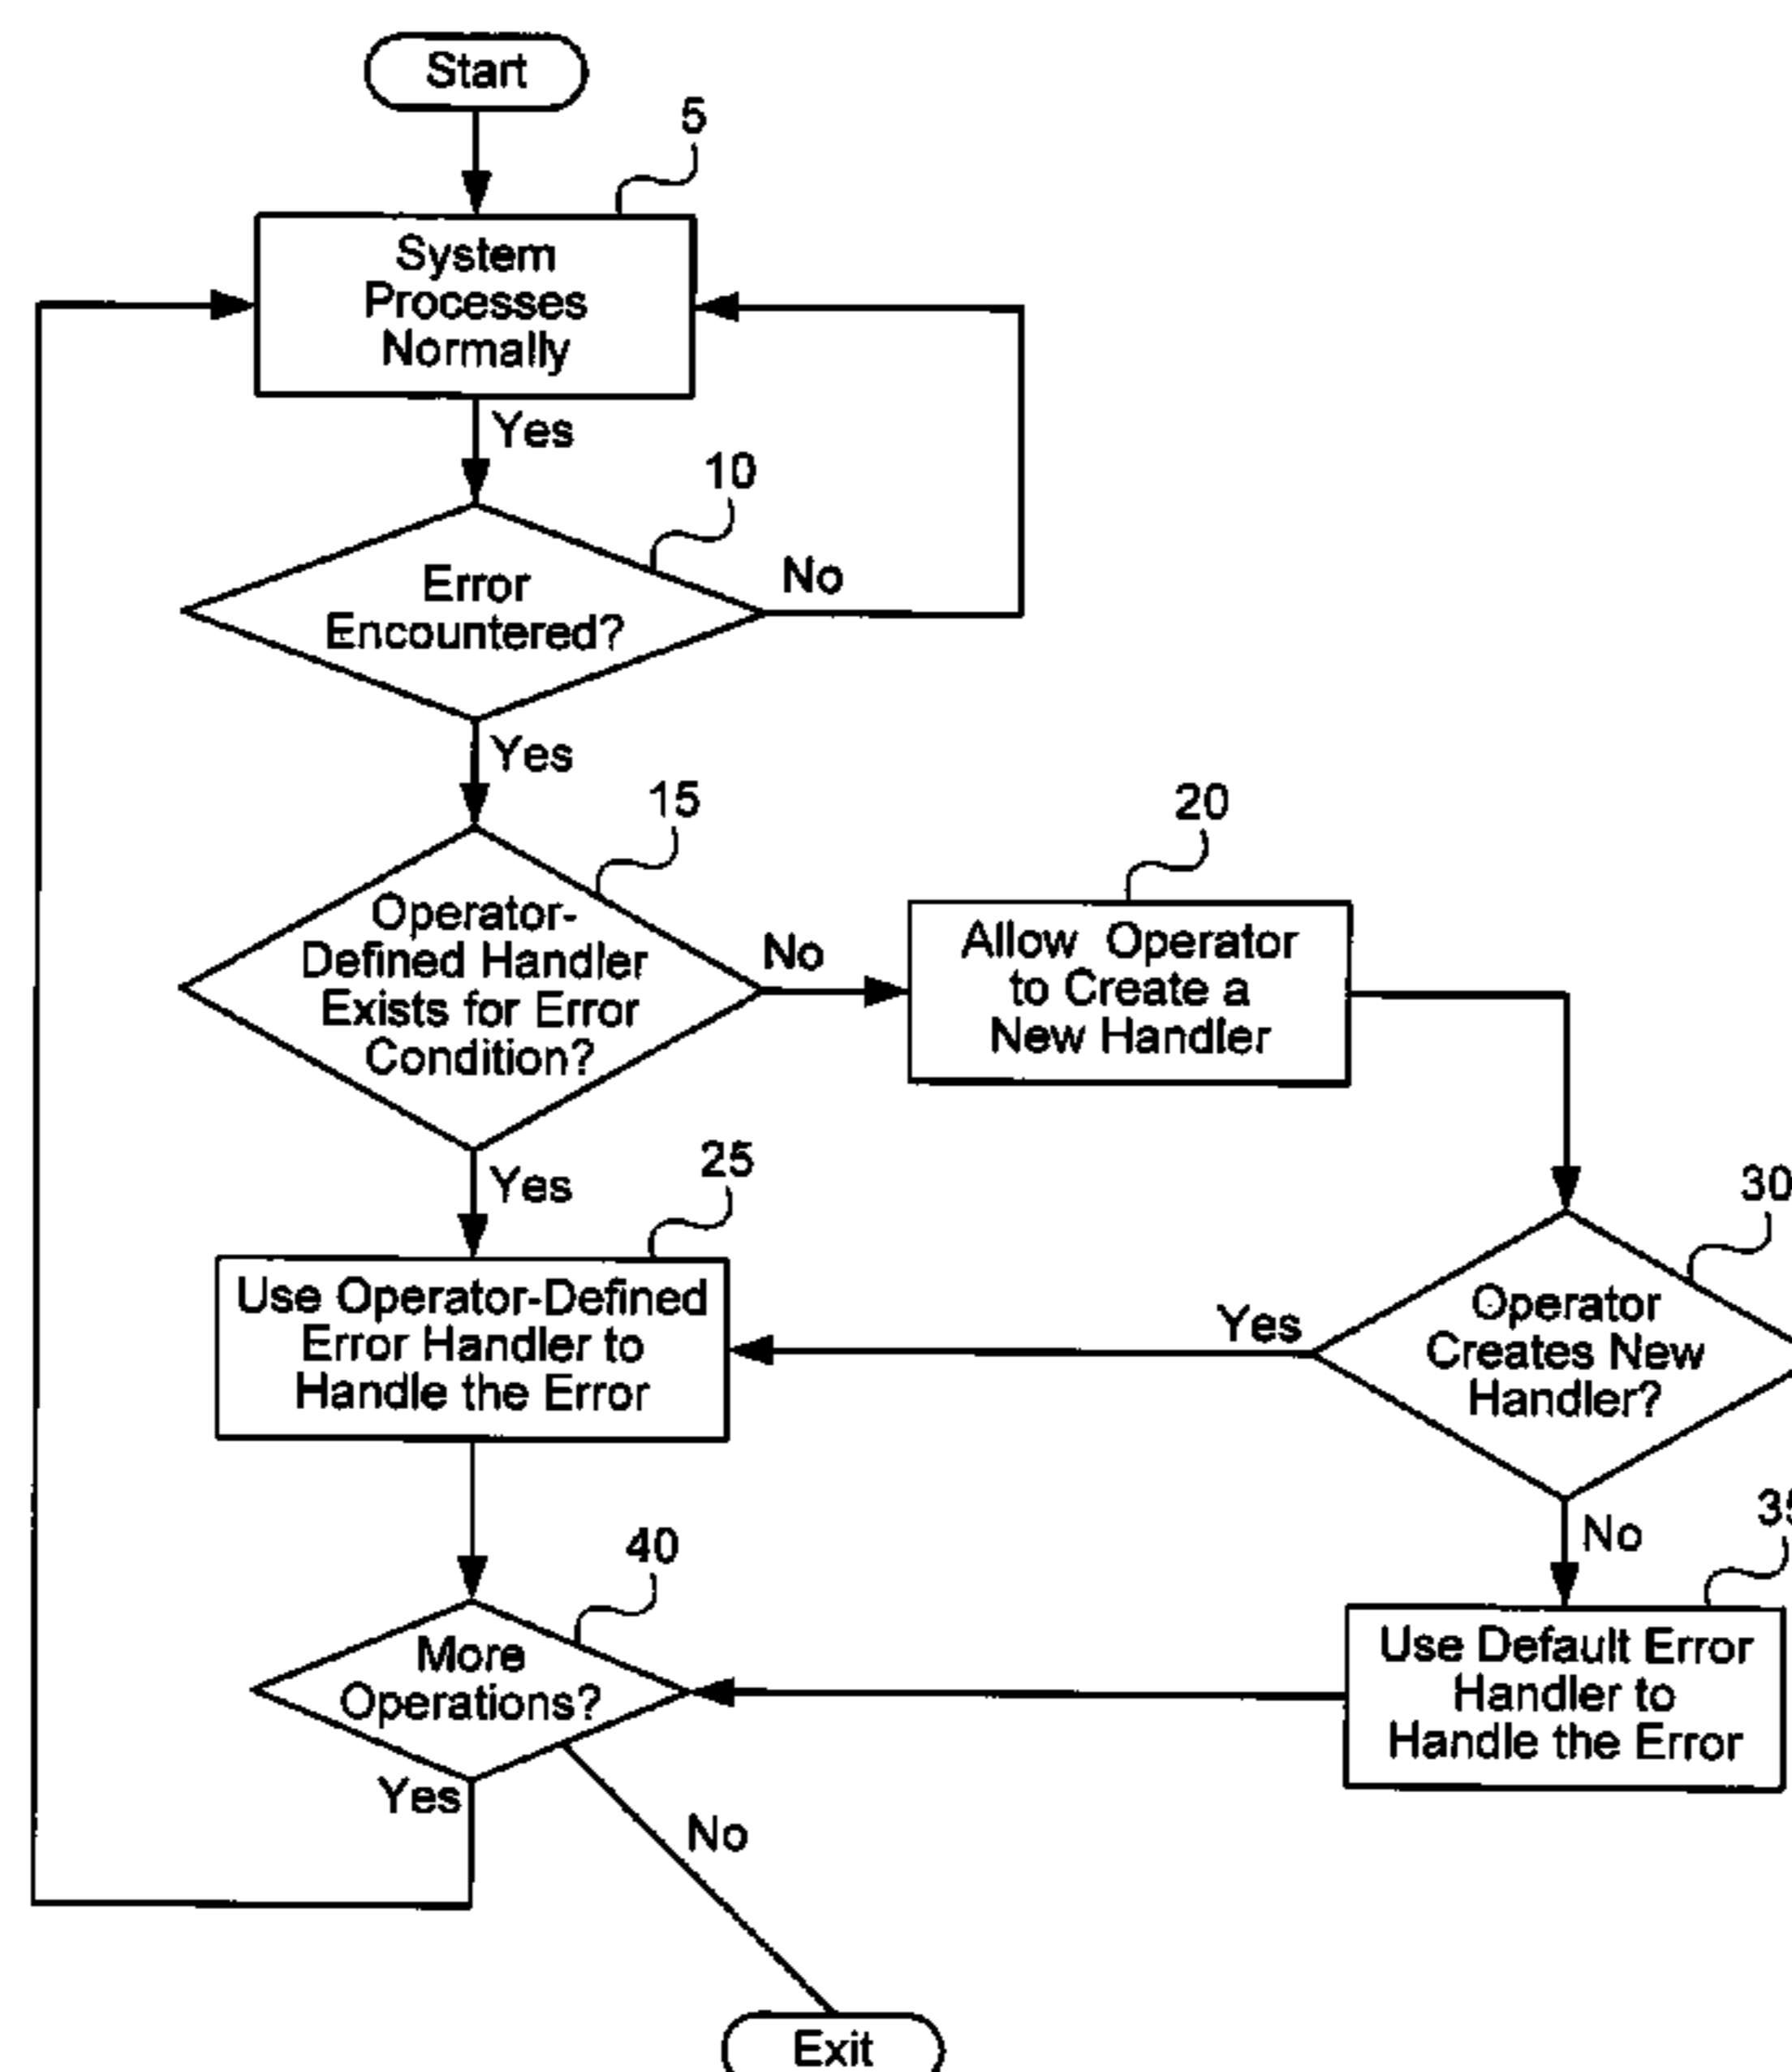 Start
5
System
Processes
Normally
Yes
10
Error
Encountered?
No
Yes
15
Operator-
Defined Handler
Exists for Error
Condition?
No
20
Allow Operator
to Create a
New Handler
Yes
25
Use Operator-Defined
Error Handler to
Handle the Error
30
Operator
Creates New
Handler?
Yes
No
35
Use Default Error
Handler to
Handle the Error
40
More
Operations?
Yes
No
Exit